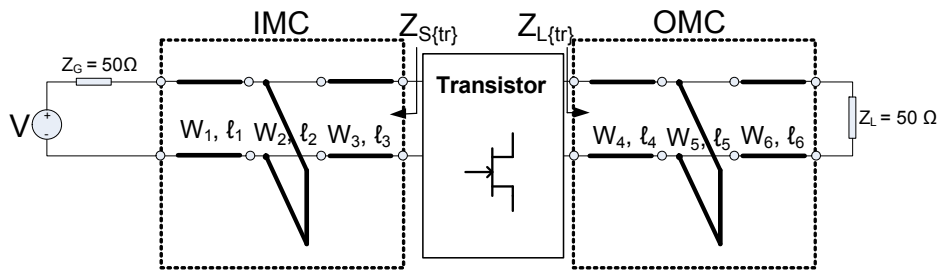 IMC
Z_S{tr}
Z_L{tr}
OMC
Z_G = 50Ω
Transistor
V
+
-
W_1, ℓ_1
W_2, ℓ_2
W_3, ℓ_3
W_4, ℓ_4
W_5, ℓ_5
W_6, ℓ_6
Z_L = 50 Ω